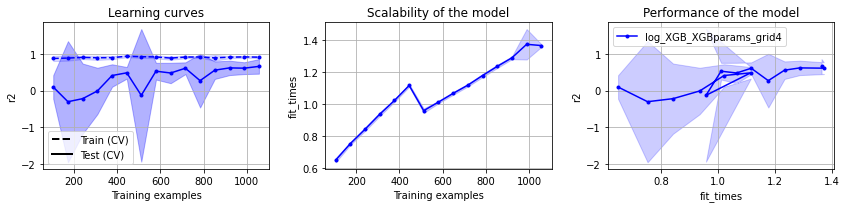 Learning curves
r2
1
0
−1
−2
Train (CV)
Test (CV)
200
400
600
800
1000
Training examples
Scalability of the model
fit_times
1.4
1.2
1.0
0.8
0.6
200
400
600
800
1000
Training examples
Performance of the model
log_XGB_XGBparams_grid4
r2
1
0
−1
−2
0.8
1.0
1.2
1.4
fit_times